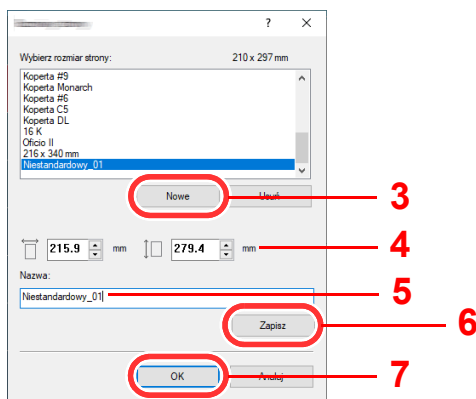 ? ×
Wybierz rozmiar strony: 210 x 297 mm
Koperta #9
Koperta Monarch
Koperta #6
Koperta C5
Koperta DL
16 K
Oficio II
216 x 340 mm
Niestandardowy_01
Nowe Usuń 3
215.9 mm 279.4 mm 4
Nazwa:
Niestandardowy_01 5
Zapisz 6
OK Anuluj 7